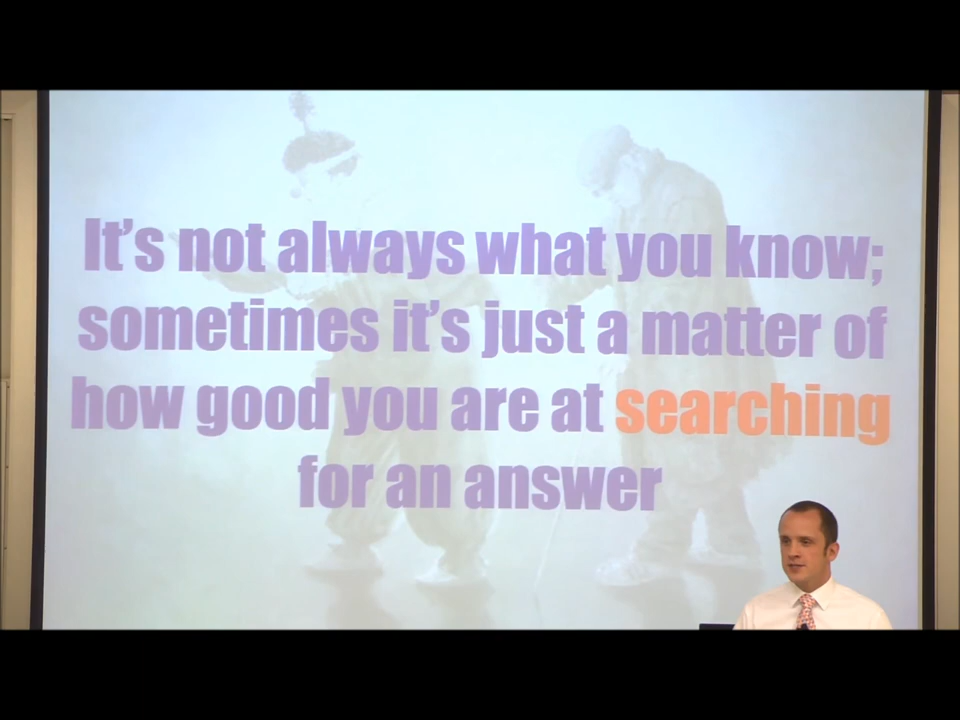 It's not always what you know;
sometimes it's just a matter of
how good you are at searching
for an answer